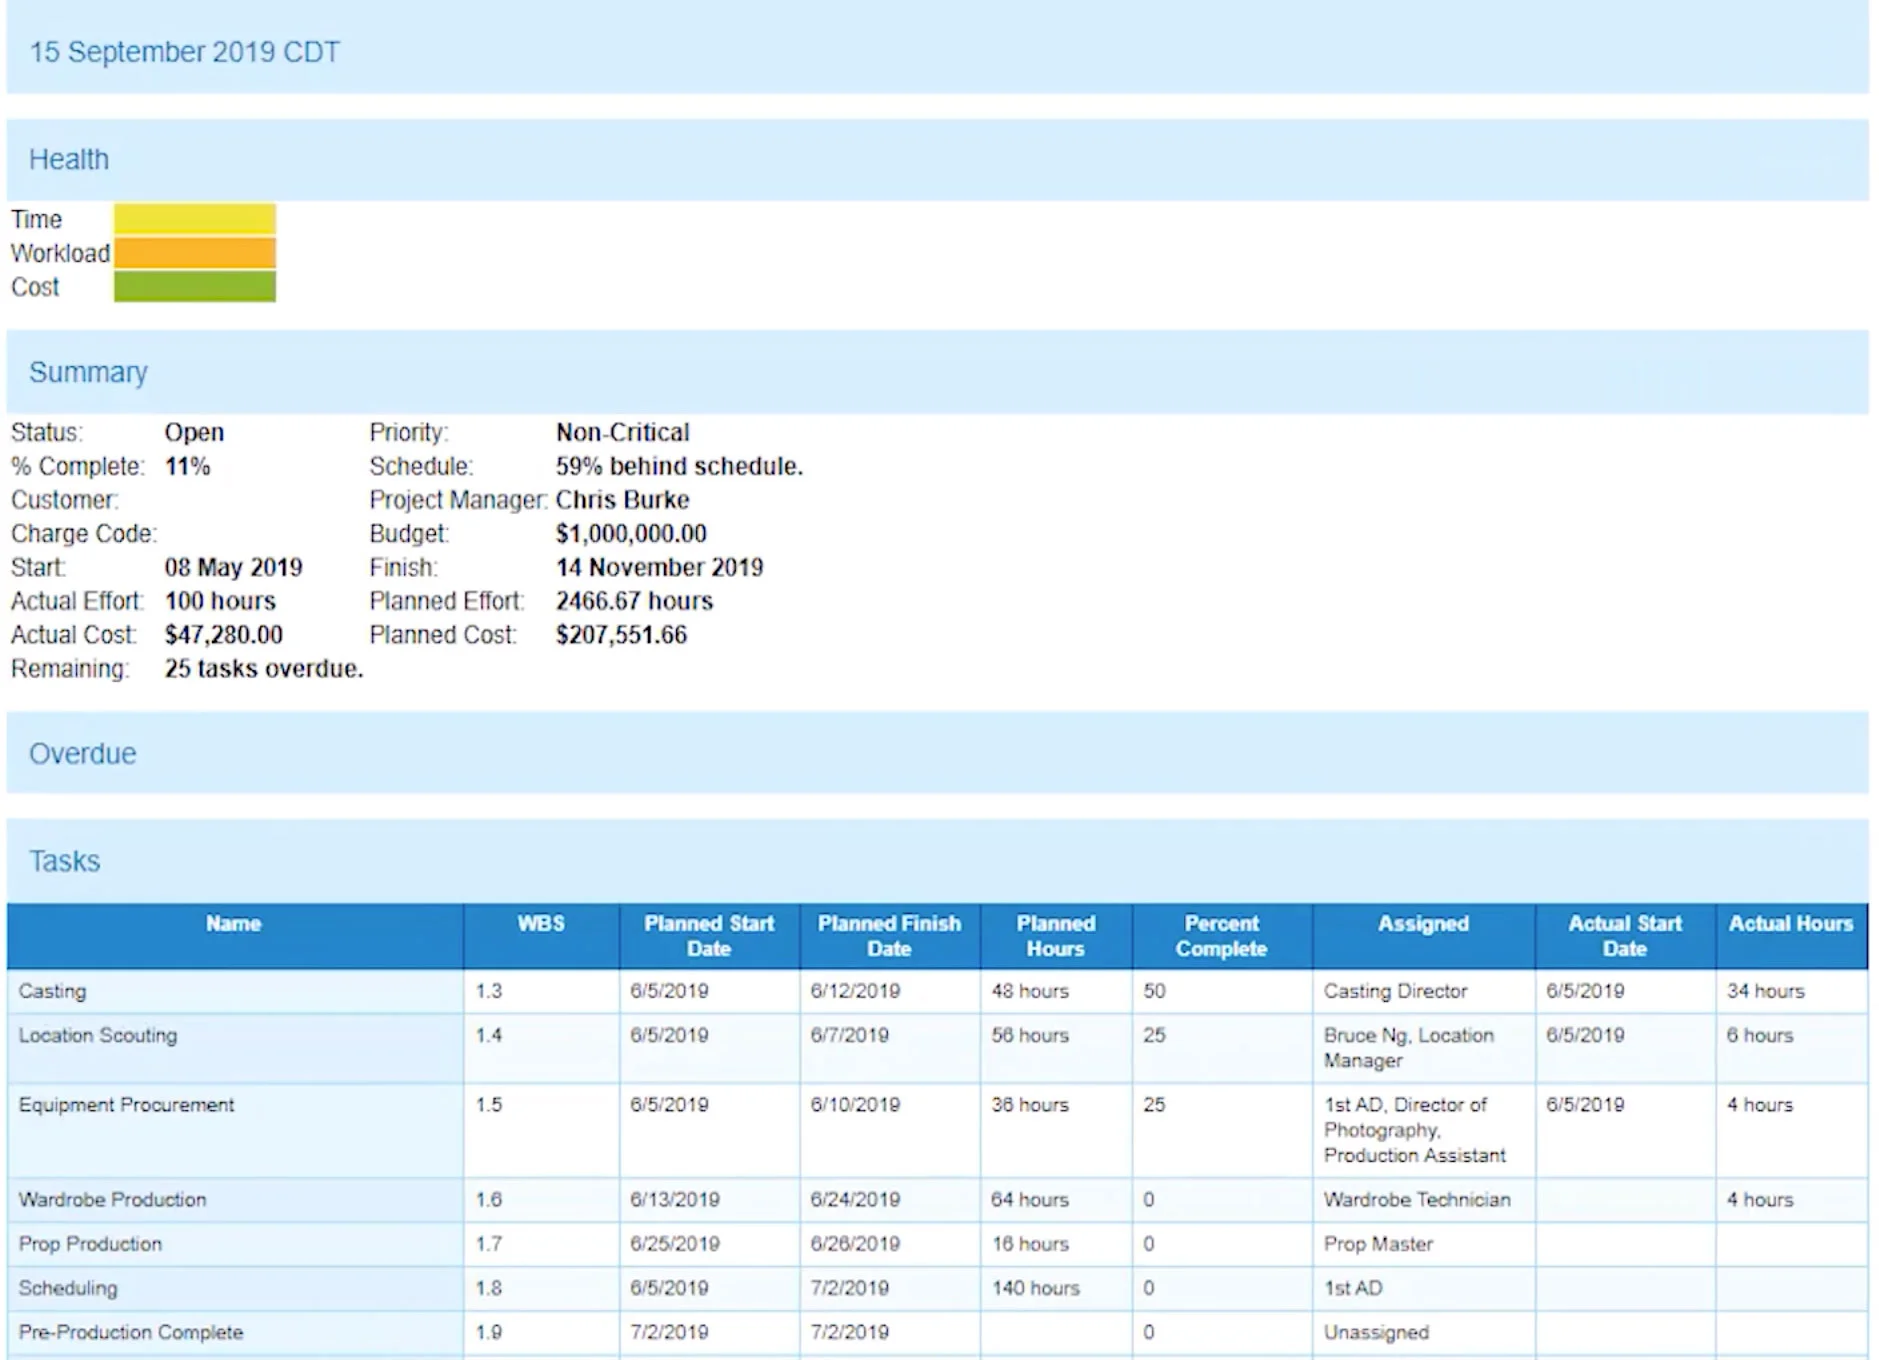 15 September 2019 CDT
Health
Time
Workload
Cost
Summary
Status: Open Priority: Non-Critical
% Complete: 11% Schedule: 59% behind schedule.
Customer: Project Manager: Chris Burke
Charge Code: Budget: $1,000,000.00
Start: 08 May 2019 Finish: 14 November 2019
Actual Effort: 100 hours Planned Effort: 2466.67 hours
Actual Cost: $47,280.00 Planned Cost: $207,551.66
Remaining: 25 tasks overdue.
Overdue
Tasks
Name WBS Planned Start Date Planned Finish Date Planned Hours Percent Complete Assigned Actual Start Date Actual Hours
Casting 1.3 6/5/2019 6/12/2019 48 hours 50 Casting Director 6/5/2019 34 hours
Location Scouting 1.4 6/5/2019 6/7/2019 56 hours 25 Bruce Ng, Location Manager 6/5/2019 6 hours
Equipment Procurement 1.5 6/5/2019 6/10/2019 36 hours 25 1st AD, Director of Photography, Production Assistant 6/5/2019 4 hours
Wardrobe Production 1.6 6/13/2019 6/24/2019 64 hours 0 Wardrobe Technician 4 hours
Prop Production 1.7 6/25/2019 6/26/2019 16 hours 0 Prop Master
Scheduling 1.8 6/5/2019 7/2/2019 140 hours 0 1st AD
Pre-Production Complete 1.9 7/2/2019 7/2/2019 0 Unassigned